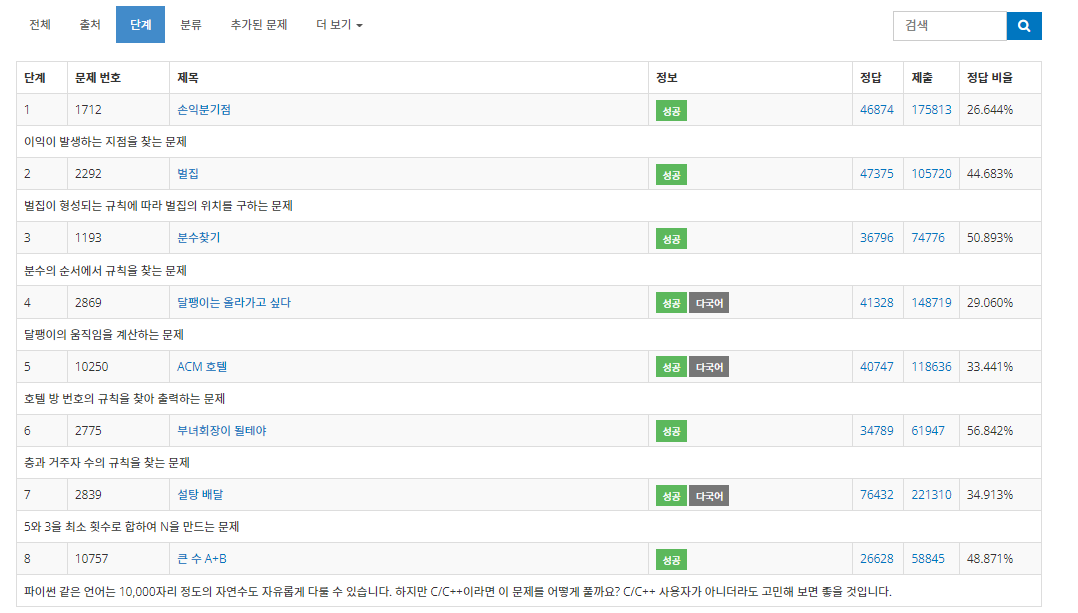 전체 출처 단계 분류 추가된 문제 더 보기 검색
단계 문제 번호 제목 정보 정답 제출 정답 비율
1 1712 손익분기점 성공 46874 175813 26.644%
이익이 발생하는 지점을 찾는 문제
2 2292 벌집 성공 47375 105720 44.683%
벌집이 형성되는 규칙에 따라 벌집의 위치를 구하는 문제
3 1193 분수찾기 성공 36796 74776 50.893%
분수의 순서에서 규칙을 찾는 문제
4 2869 달팽이는 올라가고 싶다 성공 다국어 41328 148719 29.060%
달팽이의 움직임을 계산하는 문제
5 10250 ACM 호텔 성공 다국어 40747 118636 33.441%
호텔 방 번호의 규칙을 찾아 출력하는 문제
6 2775 부녀회장이 될테야 성공 34789 61947 56.842%
층과 거주자 수의 규칙을 찾는 문제
7 2839 설탕 배달 성공 다국어 76432 221310 34.913%
5와 3을 최소 횟수로 합하여 N을 만드는 문제
8 10757 큰 수 A+B 성공 26628 58845 48.871%
파이썬 같은 언어는 10,000자리 정도의 자연수도 자유롭게 다룰 수 있습니다. 하지만 C/C++이라면 이 문제를 어떻게 풀까요? C/C++ 사용자가 아니더라도 고민해 보면 좋을 것입니다.